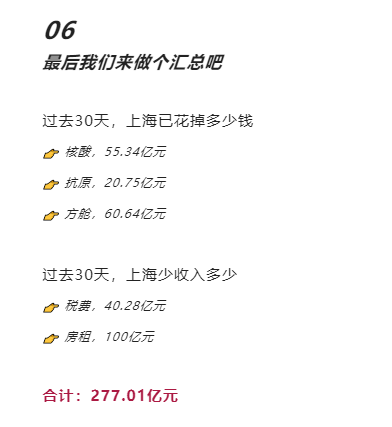 06
最后我们来做个汇总吧
过去30天，上海已花掉多少钱
👉 核酸，55.34亿元
👉 抗原，20.75亿元
👉 方舱，60.64亿元
过去30天，上海少收入多少
👉 税费，40.28亿元
👉 房租，100亿元
合计：277.01亿元